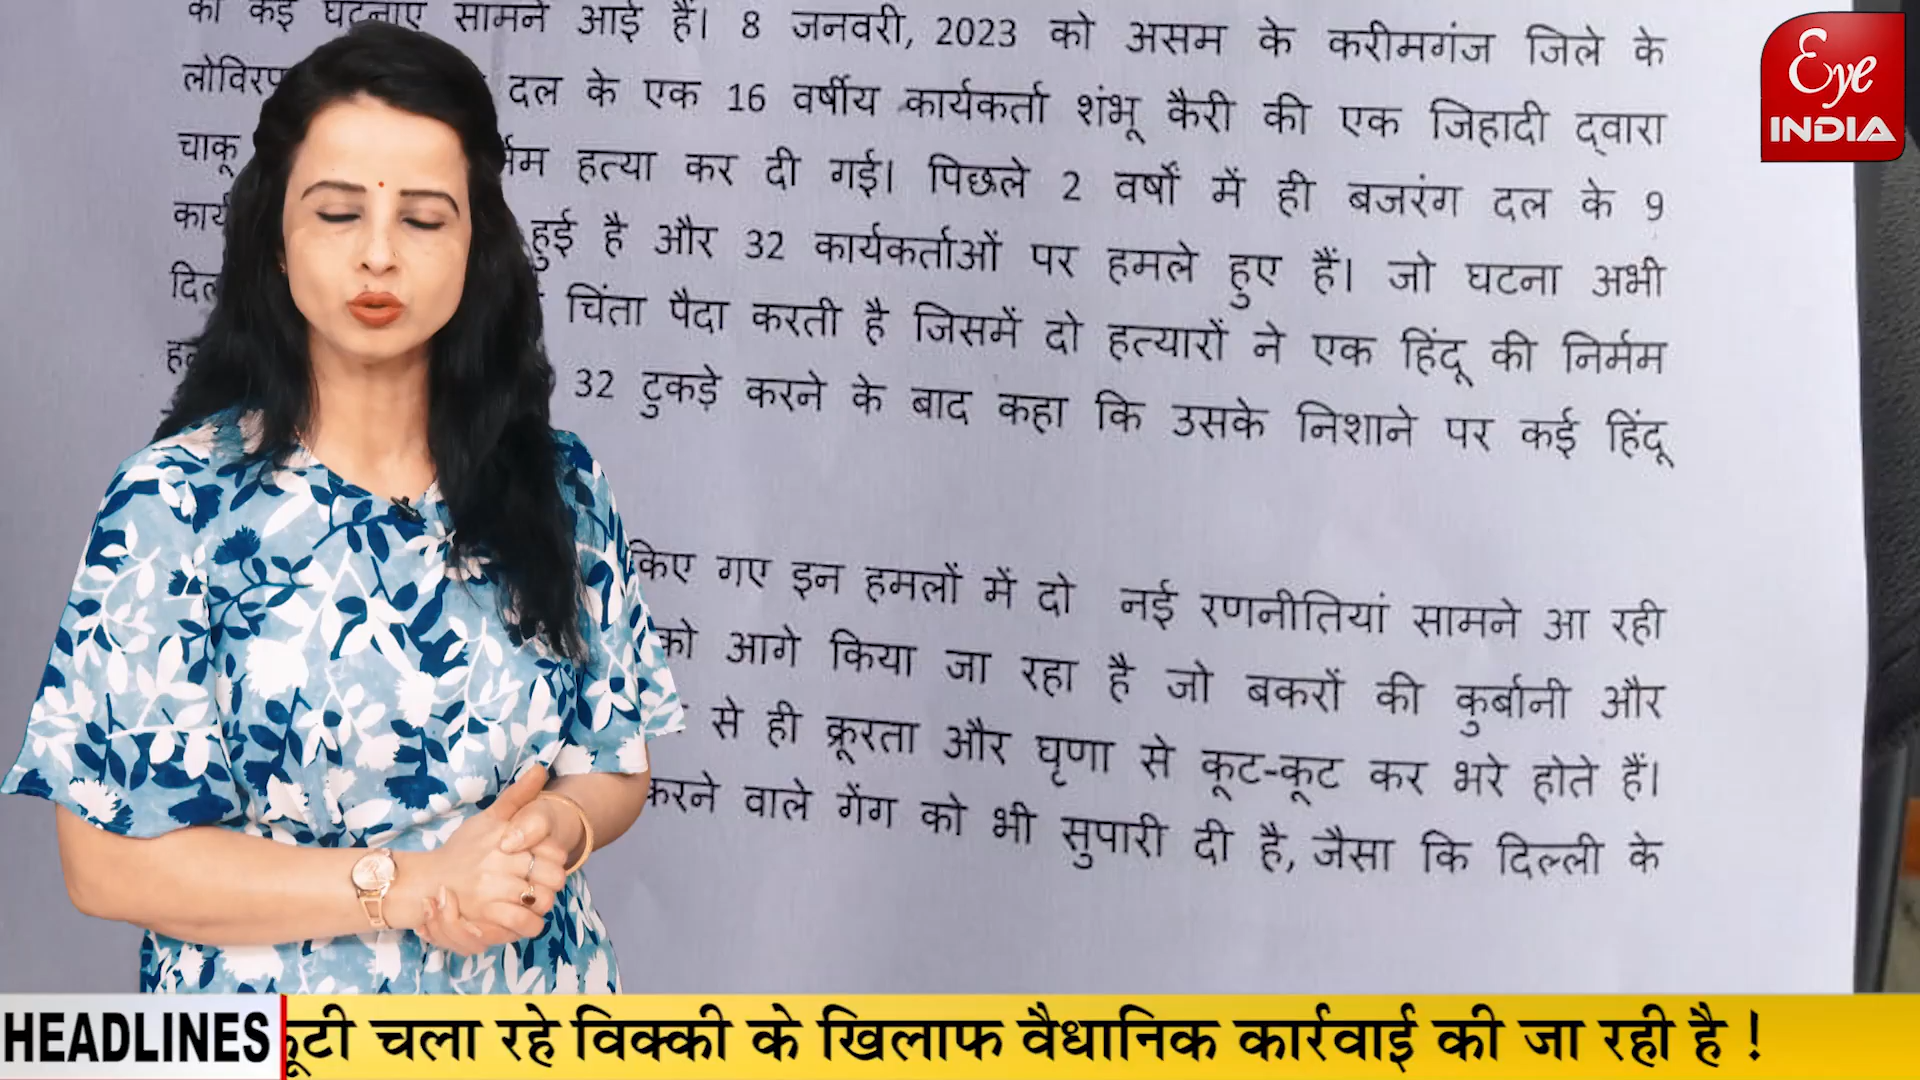 कई घटनाएं सामने आई हैं। 8 जनवरी, 2023 को असम के करीमगंज जिले के
दल के एक 16 वर्षीय कार्यकर्ता शंभू कैरी की एक जिहादी द्वारा
चाकू हत्या कर दी गई। पिछले 2 वर्षों में ही बजरंग दल के 9
हुई है और 32 कार्यकर्ताओं पर हमले हुए हैं। जो घटना अभी
चिंता पैदा करती है जिसमें दो हत्यारों ने एक हिंदू की निर्मम
32 टुकड़े करने के बाद कहा कि उसके निशाने पर कई हिंदू
किए गए इन हमलों में दो नई रणनीतियां सामने आ रही
को आगे किया जा रहा है जो बकरों की कुर्बानी और
से ही क्रूरता और घृणा से कूट-कूट कर भरे होते हैं।
करने वाले गेंग को भी सुपारी दी है, जैसा कि दिल्ली के
Eye
INDIA
HEADLINES
चला रहे विक्की के खिलाफ वैधानिक कार्रवाई की जा रही है !